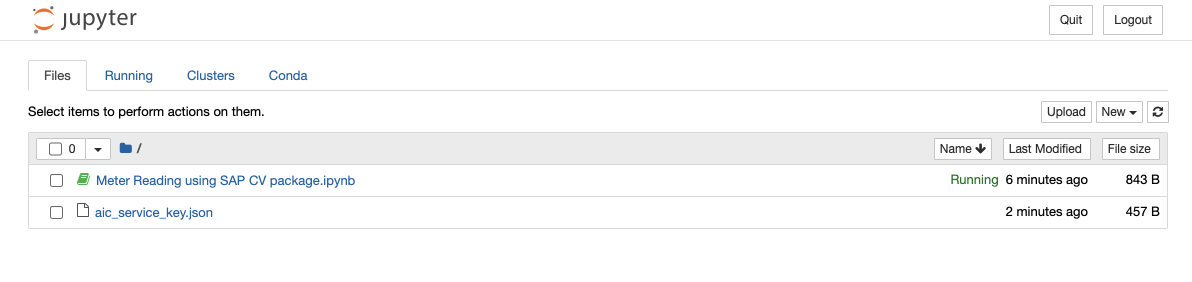 jupyter
Quit Logout
Files Running Clusters Conda
Select items to perform actions on them.
Upload New
0 / Name Last Modified File size
Meter Reading using SAP CV package.ipynb Running 6 minutes ago 843 B
aic_service_key.json 2 minutes ago 457 B